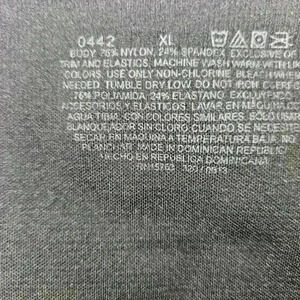 0442 XL
BODY 76% NYLON, 24% SPANDEX EXCLUSIVE OF
TRIM AND ELASTICS. MACHINE WASH WARM WITH LIK
COLORS. USE ONLY NON-CHLORINE BLEACH WHEN
NEEDED. TUMBLE DRY LOW. DO NOT IRON.
76% POLIAMIDA, 24% ELASTANO. EXCLUYENDO
ACCESORIOS Y ELASTICOS. LAVAR EN MAQUINA CO
AGUA TIBIA, CON COLORES SIMILARES. SOLO USAR
BLANQUEADOR SIN CLORO CUANDO SE NECESITE.
SECAR EN MAQUINA A TEMPERATURA BAJA. NO
PLANCHAR. MADE IN DOMINICAN REPUBLIC
HECHO EN REPUBLICA DOMINICANA
RN15763